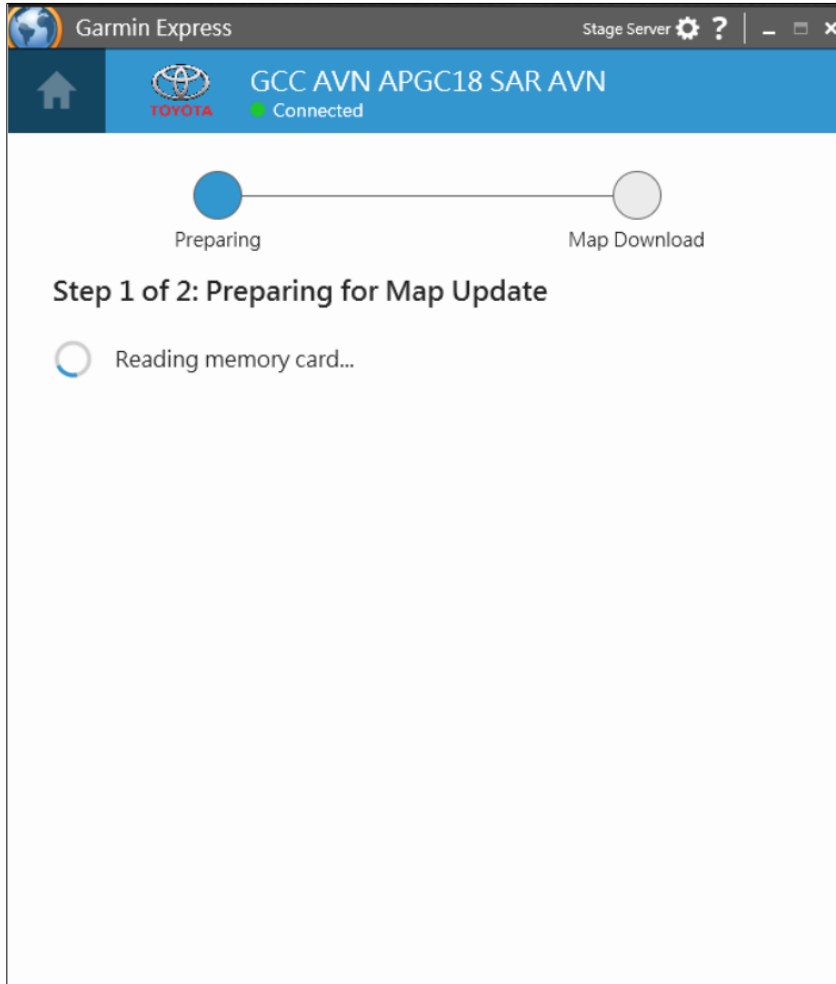 Garmin Express
Stage Server ?
TOYOTA
GCC AVN APGC18 SAR AVN
Connected
Preparing
Map Download
Step 1 of 2: Preparing for Map Update
Reading memory card...